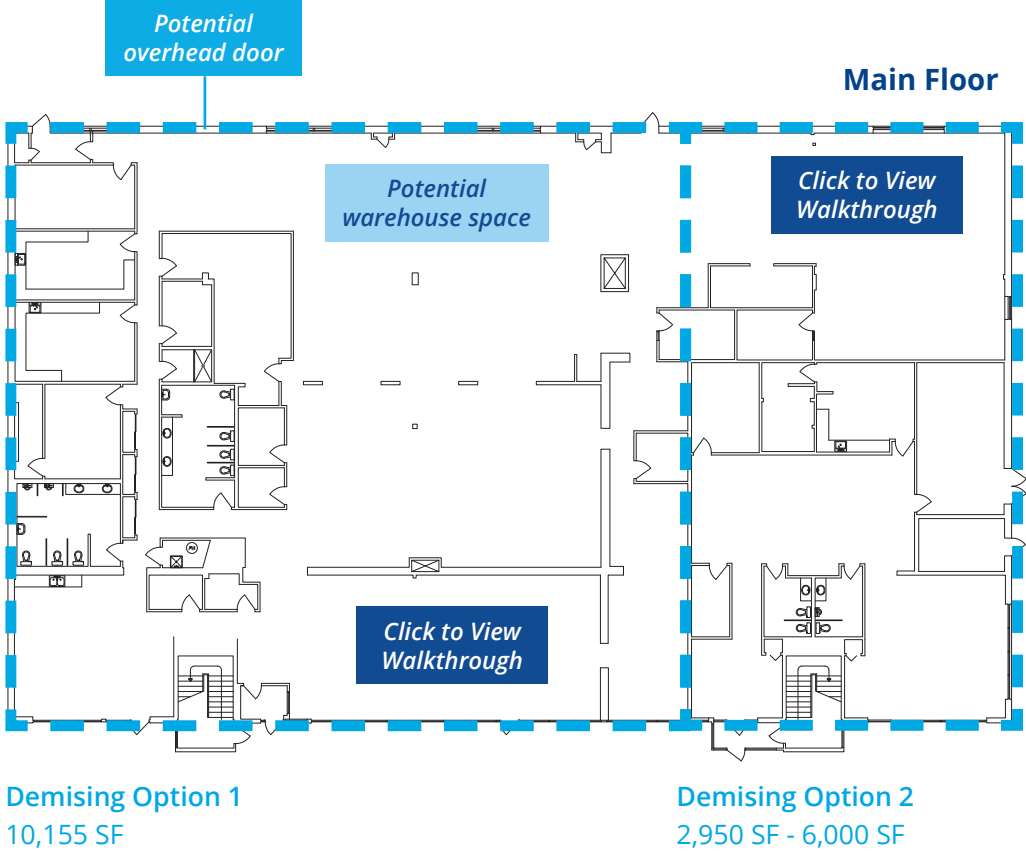 Potential
overhead door
Main Floor
Potential
warehouse space
Click to View
Walkthrough
Click to View
Walkthrough
Demising Option 1
10,155 SF
Demising Option 2
2,950 SF - 6,000 SF